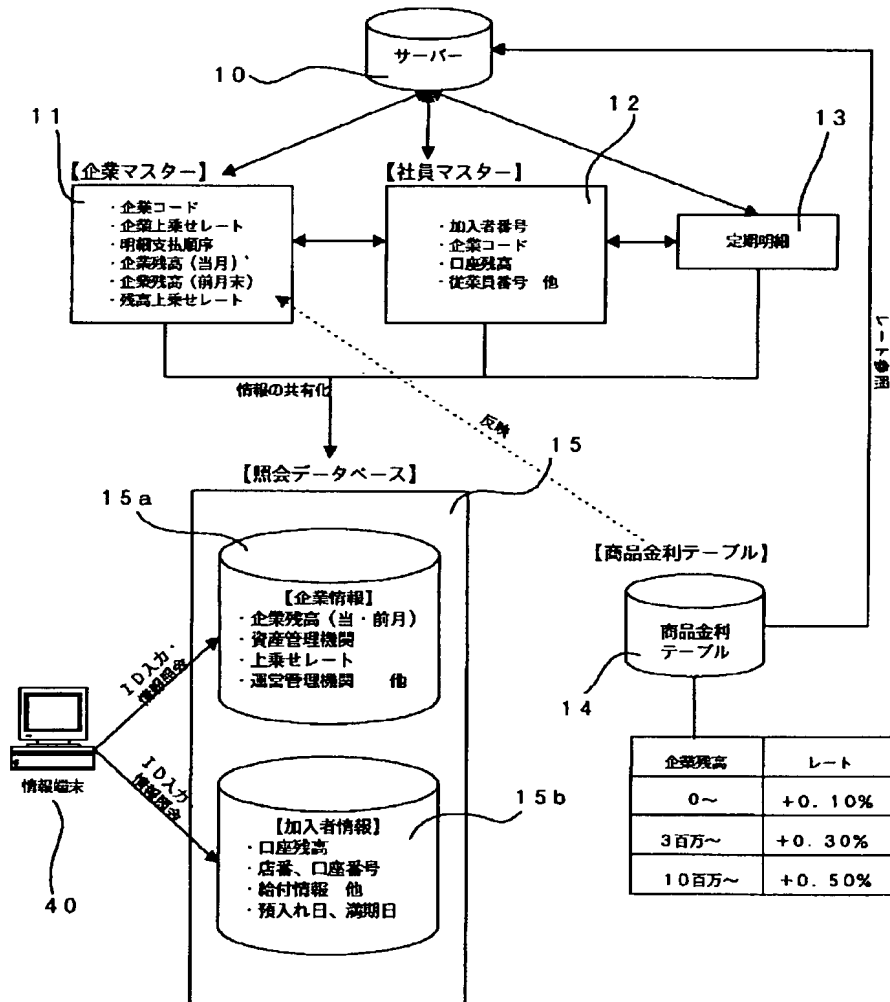 サーバー
10
11
12
13
【企業マスター】
・企業コード
・企業上乗せレート
・明細支払順序
・企業残高(当月)
・企業残高(前月末)
・残高上乗せレート
【社員マスター】
・加入者番号
・企業コード
・口座残高
・従業員番号 他
定期明細
レート参照
情報の共有化
反映
【照会データベース】
15
15a
【企業情報】
・企業残高(当・前月)
・資産管理機関
・上乗せレート
・運営管理機関 他
【商品金利テーブル】
商品金利
テーブル
14
ID入力・
情報照会
ID入力・
情報照会
情報端末
40
【加入者情報】
・口座残高
・店番、口座番号
・給付情報 他
・預入れ日、満期日
15b
企業残高 レート
0~ +0.10%
3百万~ +0.30%
10百万~ +0.50%